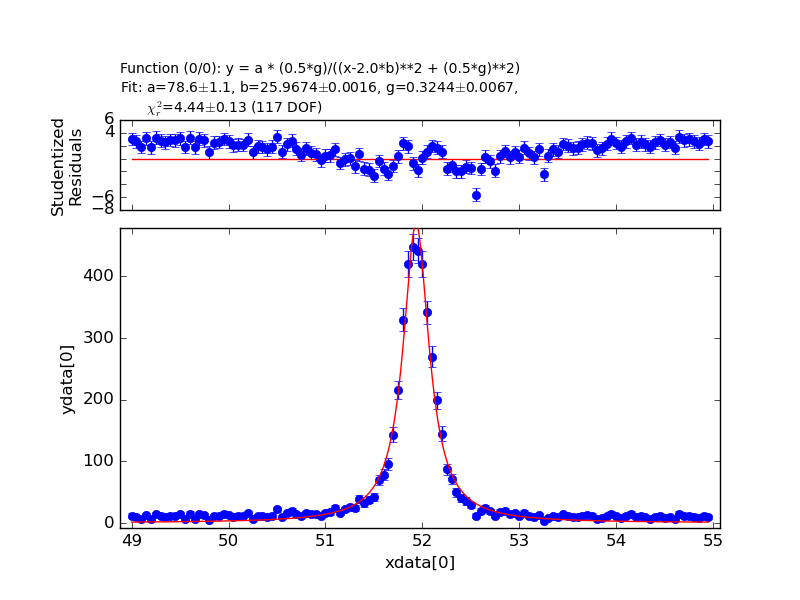 Function (0/0): y = a * (0.5*g)/((x-2.0*b)**2 + (0.5*g)**2)
Fit: a=78.6±1.1, b=25.9674±0.0016, g=0.3244±0.0067,
χ_r^2=4.44±0.13 (117 DOF)
Studentized
Residuals
6
4
−6
−8
ydata[0]
400
300
200
100
0
49 50 51 52 53 54 55
xdata[0]